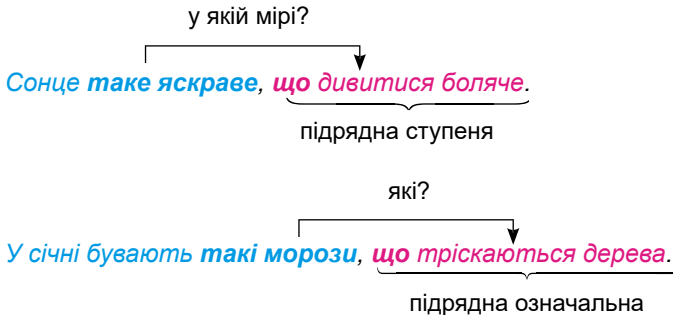 у якій мірі?
Сонце таке яскраве, що дивитися боляче.
підрядна ступеня
які?
У січні бувають такі морози, що тріскаються дерева.
підрядна означальна